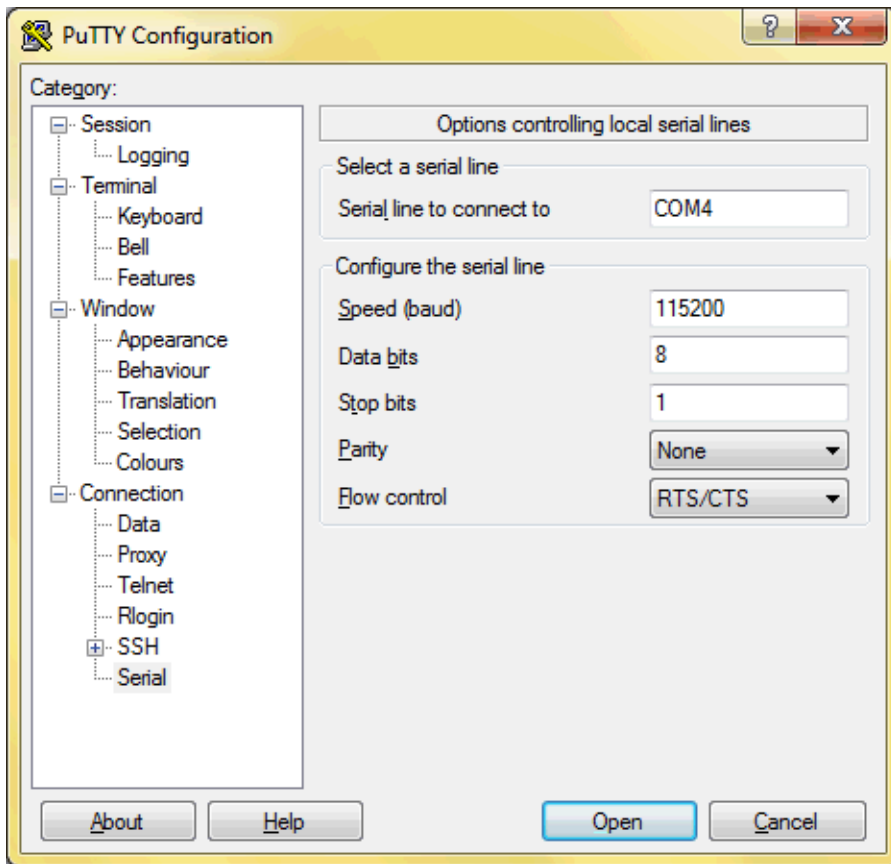 PuTTY Configuration
Category:
Session
Logging
Terminal
Keyboard
Bell
Features
Window
Appearance
Behaviour
Translation
Selection
Colours
Connection
Data
Proxy
Telnet
Rlogin
SSH
Serial
Options controlling local serial lines
Select a serial line
Serial line to connect to COM4
Configure the serial line
Speed (baud) 115200
Data bits 8
Stop bits 1
Parity None
Flow control RTS/CTS
About Help Open Cancel